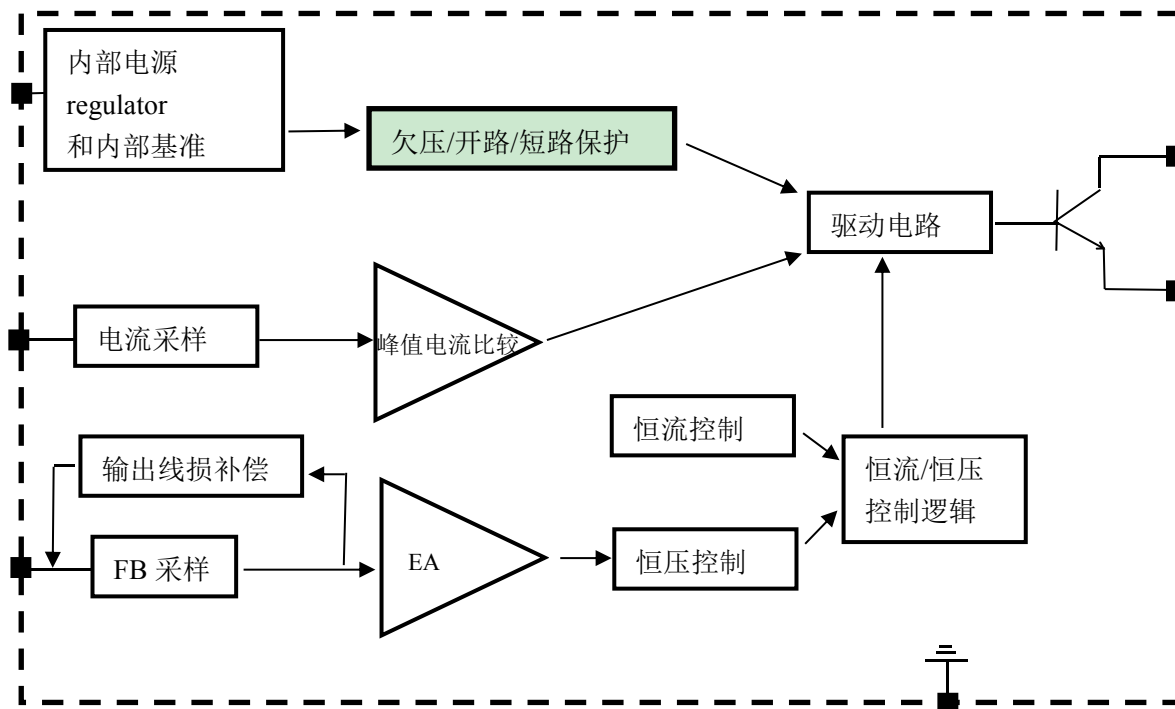 内部电源
regulator
和内部基准
欠压/开路/短路保护
驱动电路
电流采样
峰值电流比较
恒流控制
输出线损补偿
恒流/恒压
控制逻辑
FB 采样
EA
恒压控制